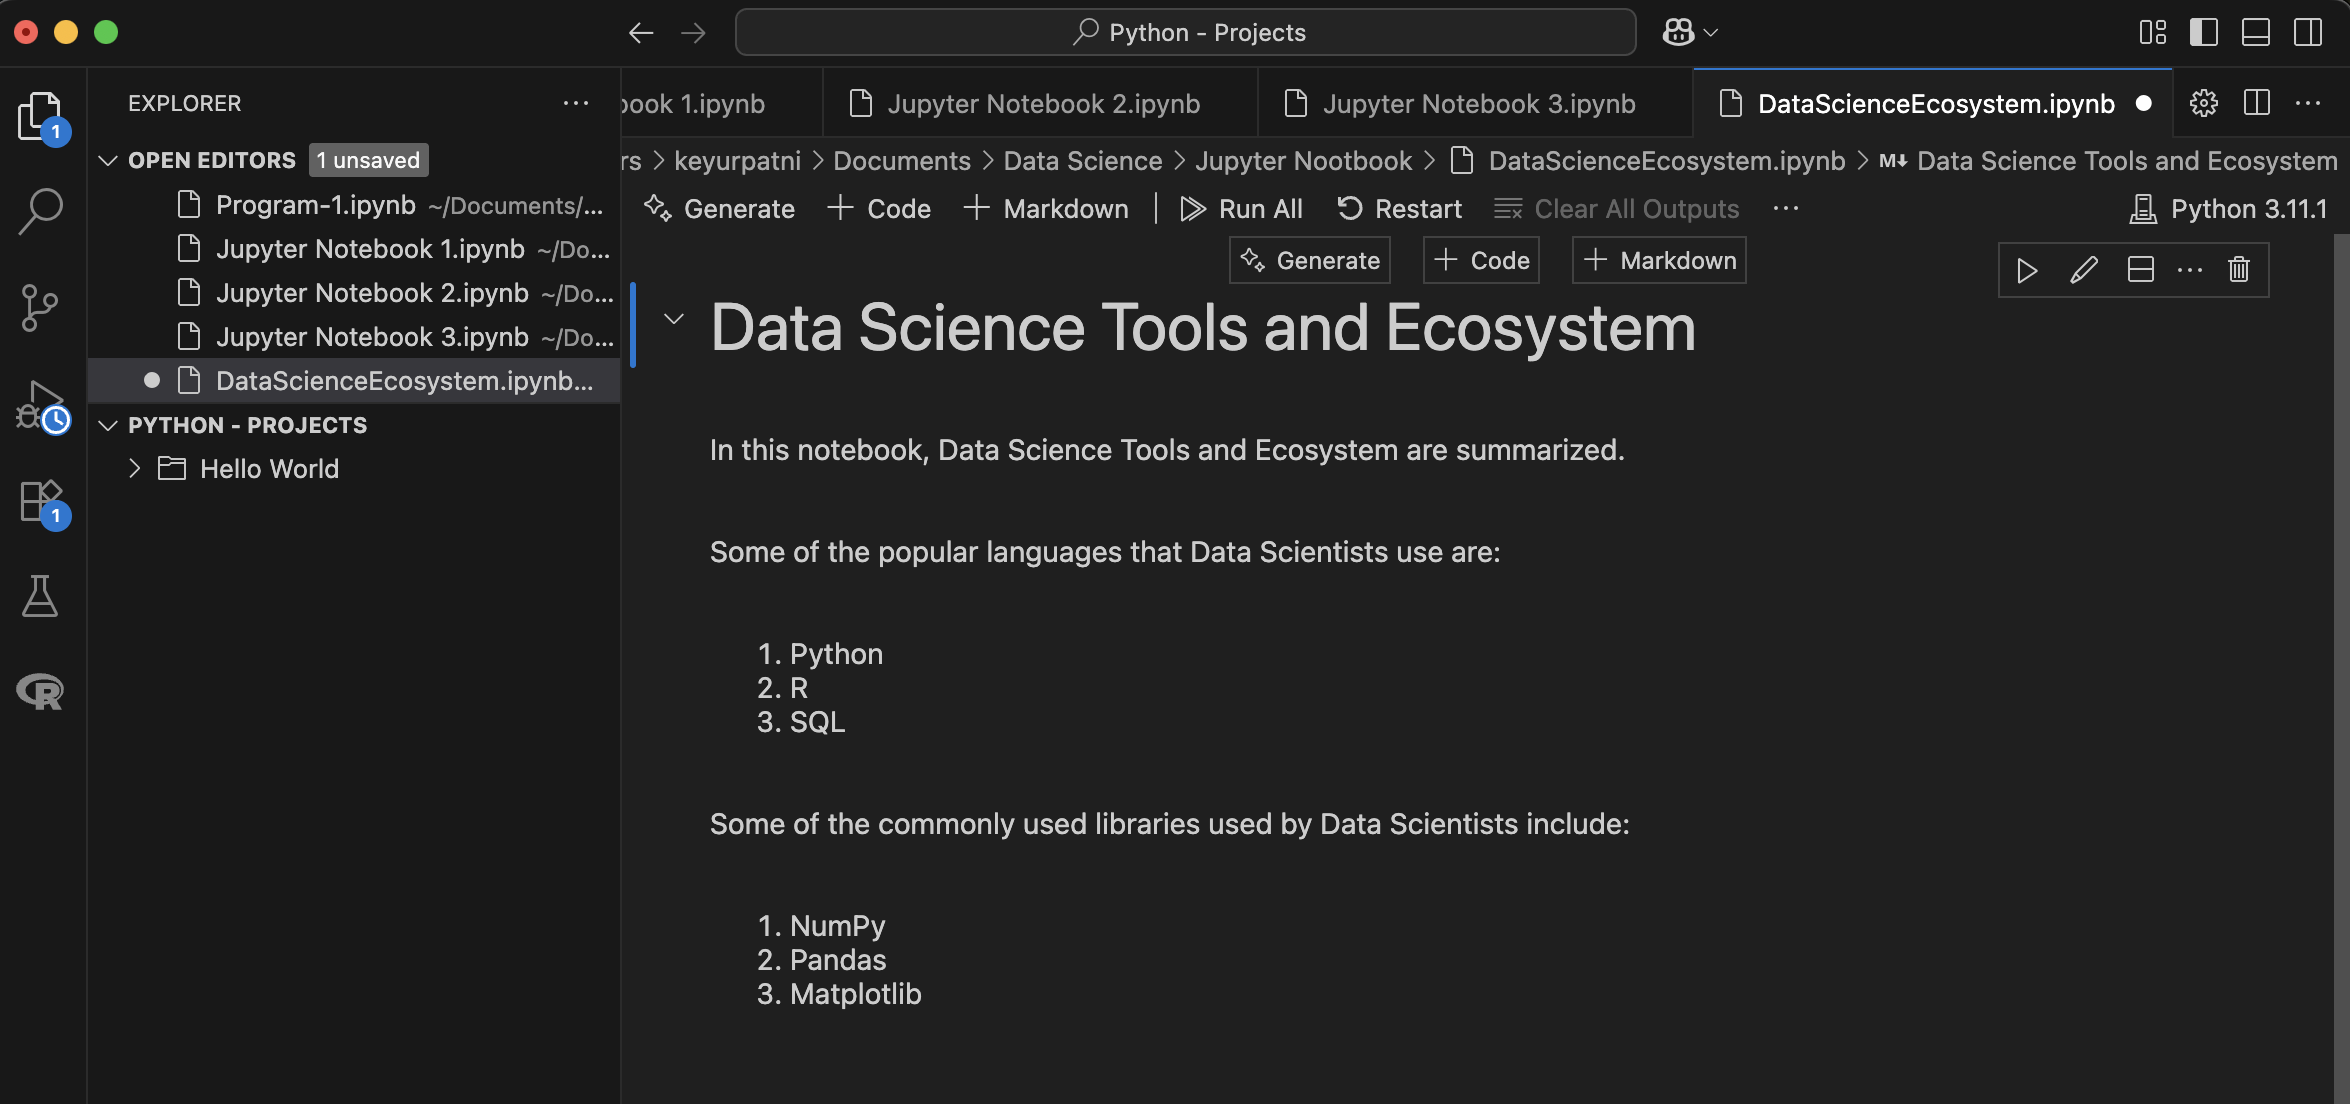 Python - Projects
EXPLORER
book 1.ipynb
Jupyter Notebook 2.ipynb
Jupyter Notebook 3.ipynb
DataScienceEcosystem.ipynb
1
OPEN EDITORS 1 unsaved
Program-1.ipynb ~/Documents/...
Jupyter Notebook 1.ipynb ~/Do...
Jupyter Notebook 2.ipynb ~/Do...
Jupyter Notebook 3.ipynb ~/Do...
DataScienceEcosystem.ipynb...
PYTHON - PROJECTS
Hello World
1
R
rs > keyurpatni > Documents > Data Science > Jupyter Nootbook > DataScienceEcosystem.ipynb > M Data Science Tools and Ecosystem
Generate + Code + Markdown | Run All Restart Clear All Outputs ... Python 3.11.1
Generate + Code + Markdown
Data Science Tools and Ecosystem
In this notebook, Data Science Tools and Ecosystem are summarized.
Some of the popular languages that Data Scientists use are:
1. Python
2. R
3. SQL
Some of the commonly used libraries used by Data Scientists include:
1. NumPy
2. Pandas
3. Matplotlib